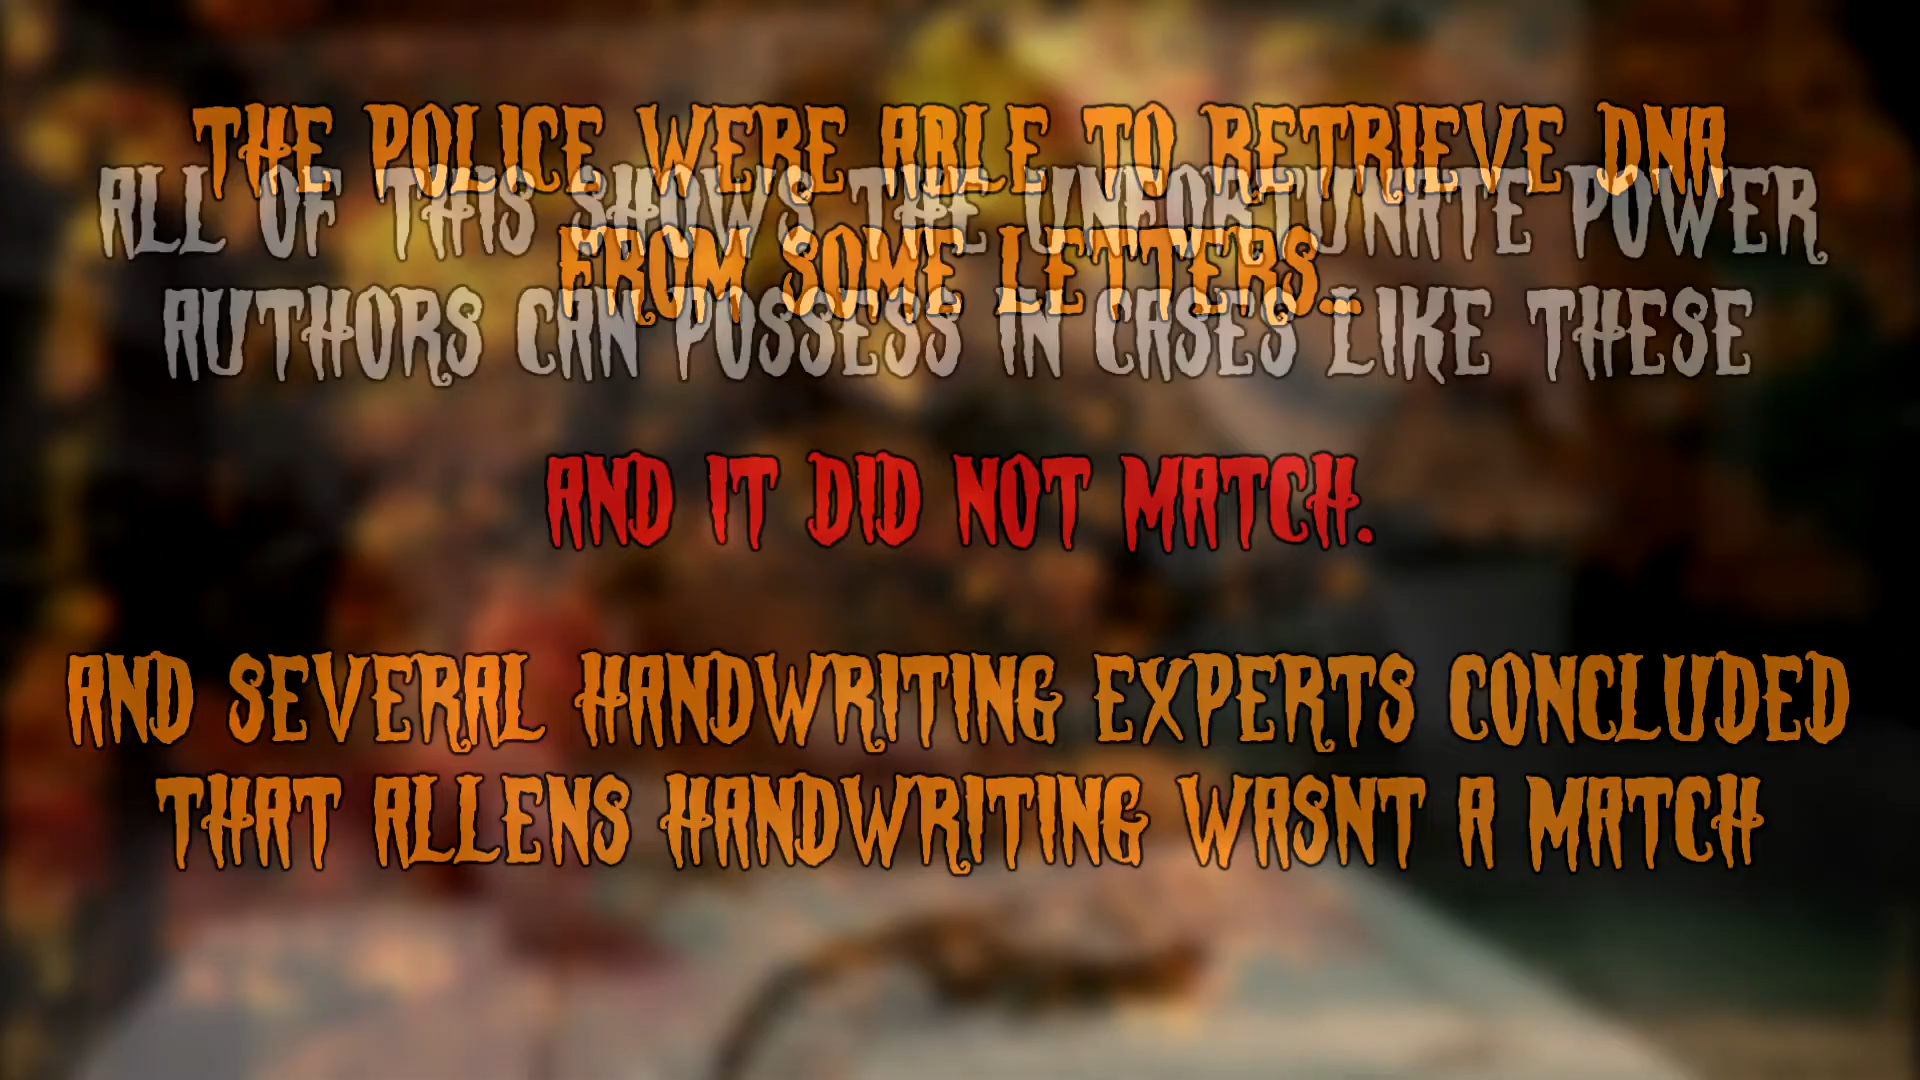 THE POLICE WERE ABLE TO RETRIEVE DNA
ALL OF THIS SHOWS THE UNFORTUNATE POWER
FROM SOME LETTERS...
AUTHORS CAN POSSESS IN CASES LIKE THESE
AND IT DID NOT MATCH.
AND SEVERAL HANDWRITING EXPERTS CONCLUDED
THAT ALLENS HANDWRITING WASNT A MATCH